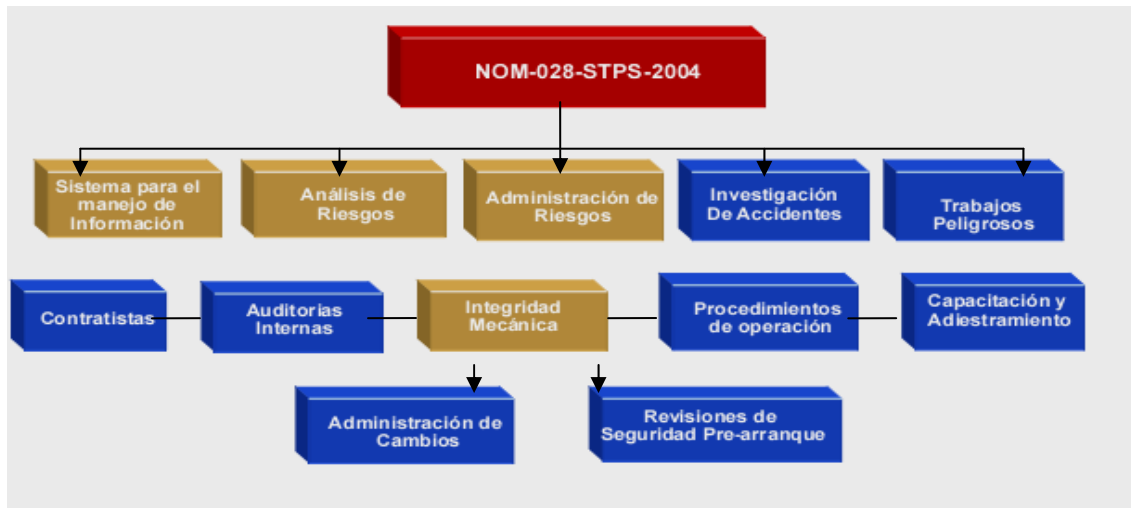 NOM-028-STPS-2004
Sistema para el
manejo de
Información
Análisis de
Riesgos
Administración de
Riesgos
Investigación
De Accidentes
Trabajos
Peligrosos
Contratistas
Auditorias
Internas
Integridad
Mecánica
Procedimientos
de operación
Capacitación y
Adiestramiento
Administración de
Cambios
Revisiones de
Seguridad Pre-arranque